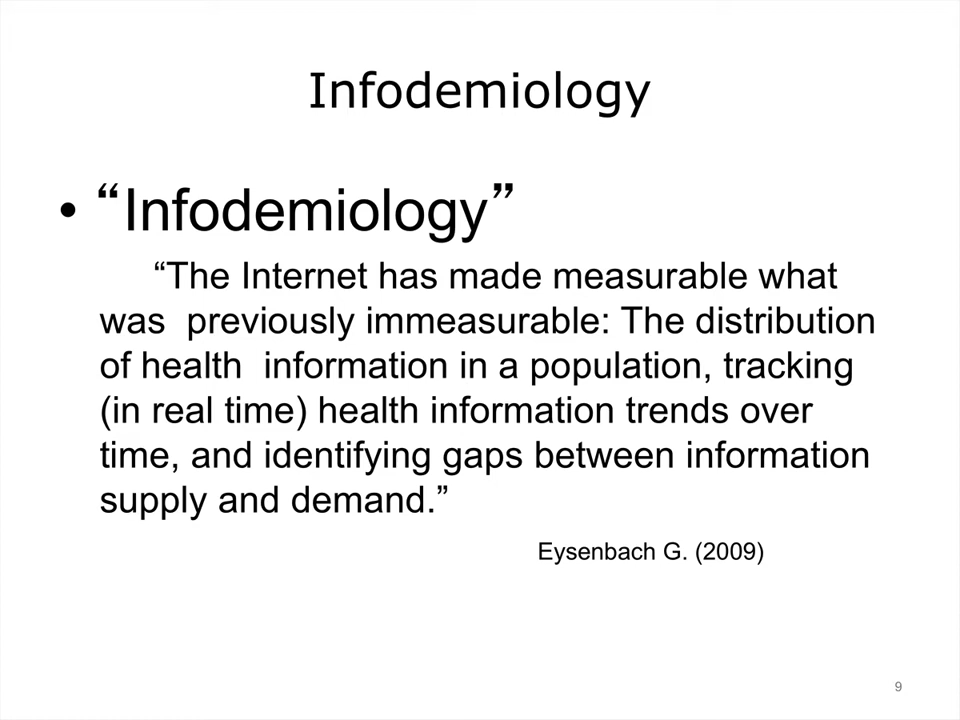 Infodemiology
• “Infodemiology”
“The Internet has made measurable what
was  previously immeasurable: The distribution
of health  information in a population, tracking
(in real time) health information trends over
time, and identifying gaps between information
supply and demand.”
Eysenbach G. (2009)
9